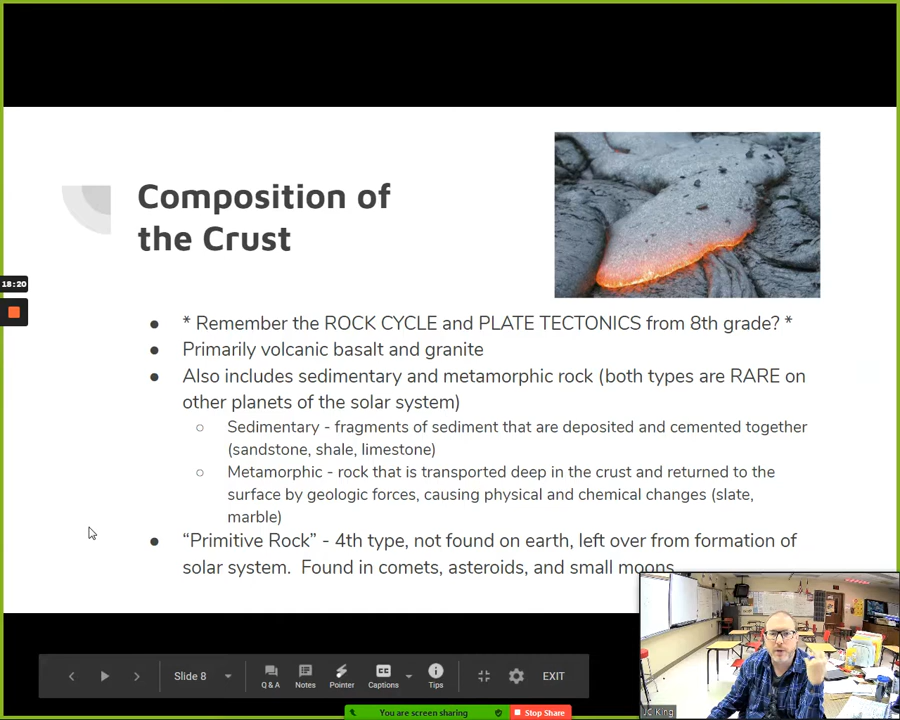 Composition of
the Crust
18:20
● * Remember the ROCK CYCLE and PLATE TECTONICS from 8th grade? *
● Primarily volcanic basalt and granite
● Also includes sedimentary and metamorphic rock (both types are RARE on
other planets of the solar system)
○ Sedimentary - fragments of sediment that are deposited and cemented together
(sandstone, shale, limestone)
○ Metamorphic - rock that is transported deep in the crust and returned to the
surface by geologic forces, causing physical and chemical changes (slate,
marble)
● “Primitive Rock” - 4th type, not found on earth, left over from formation of
solar system. Found in comets, asteroids, and small moons.
Slide 8
Q & A
Notes
Pointer
Captions
Tips
EXIT
JC King
You are screen sharing
Stop Share